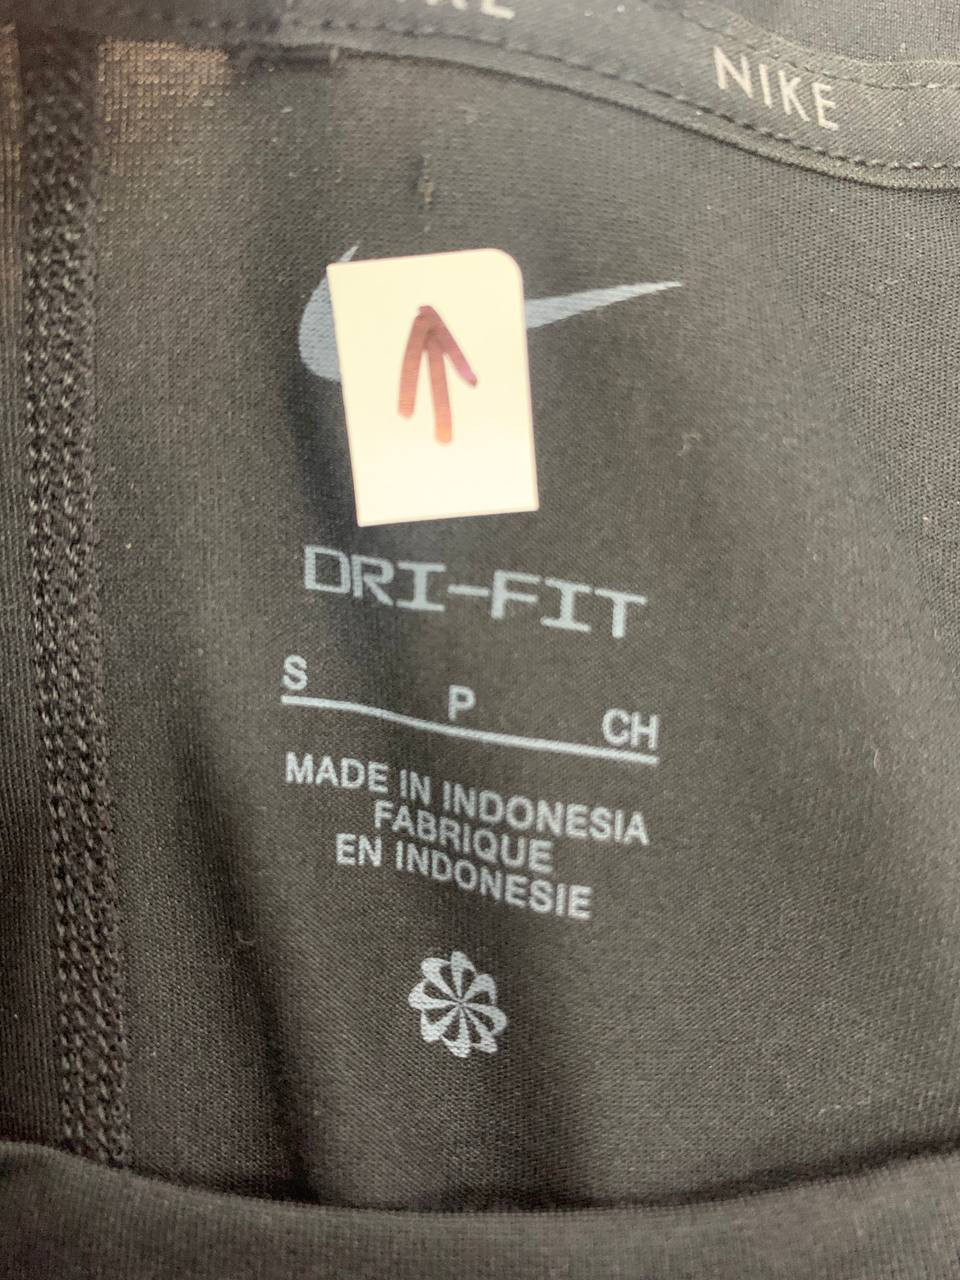 NIKE
DRI-FIT
S P CH
MADE IN INDONESIA
FABRIQUE
EN INDONESIE